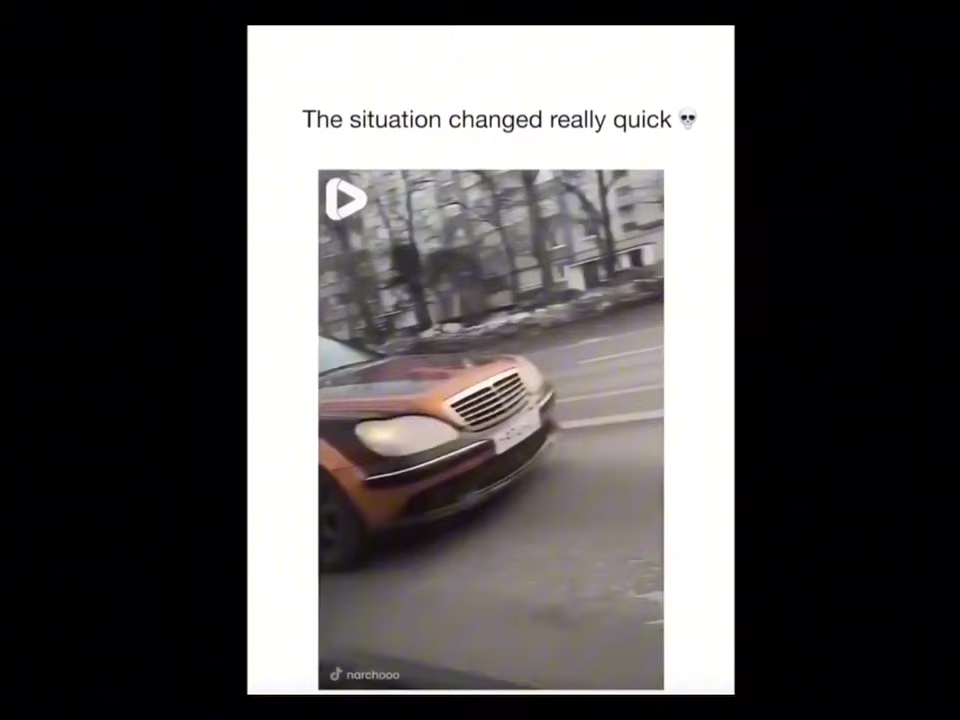 The situation changed really quick 💀
narchooo